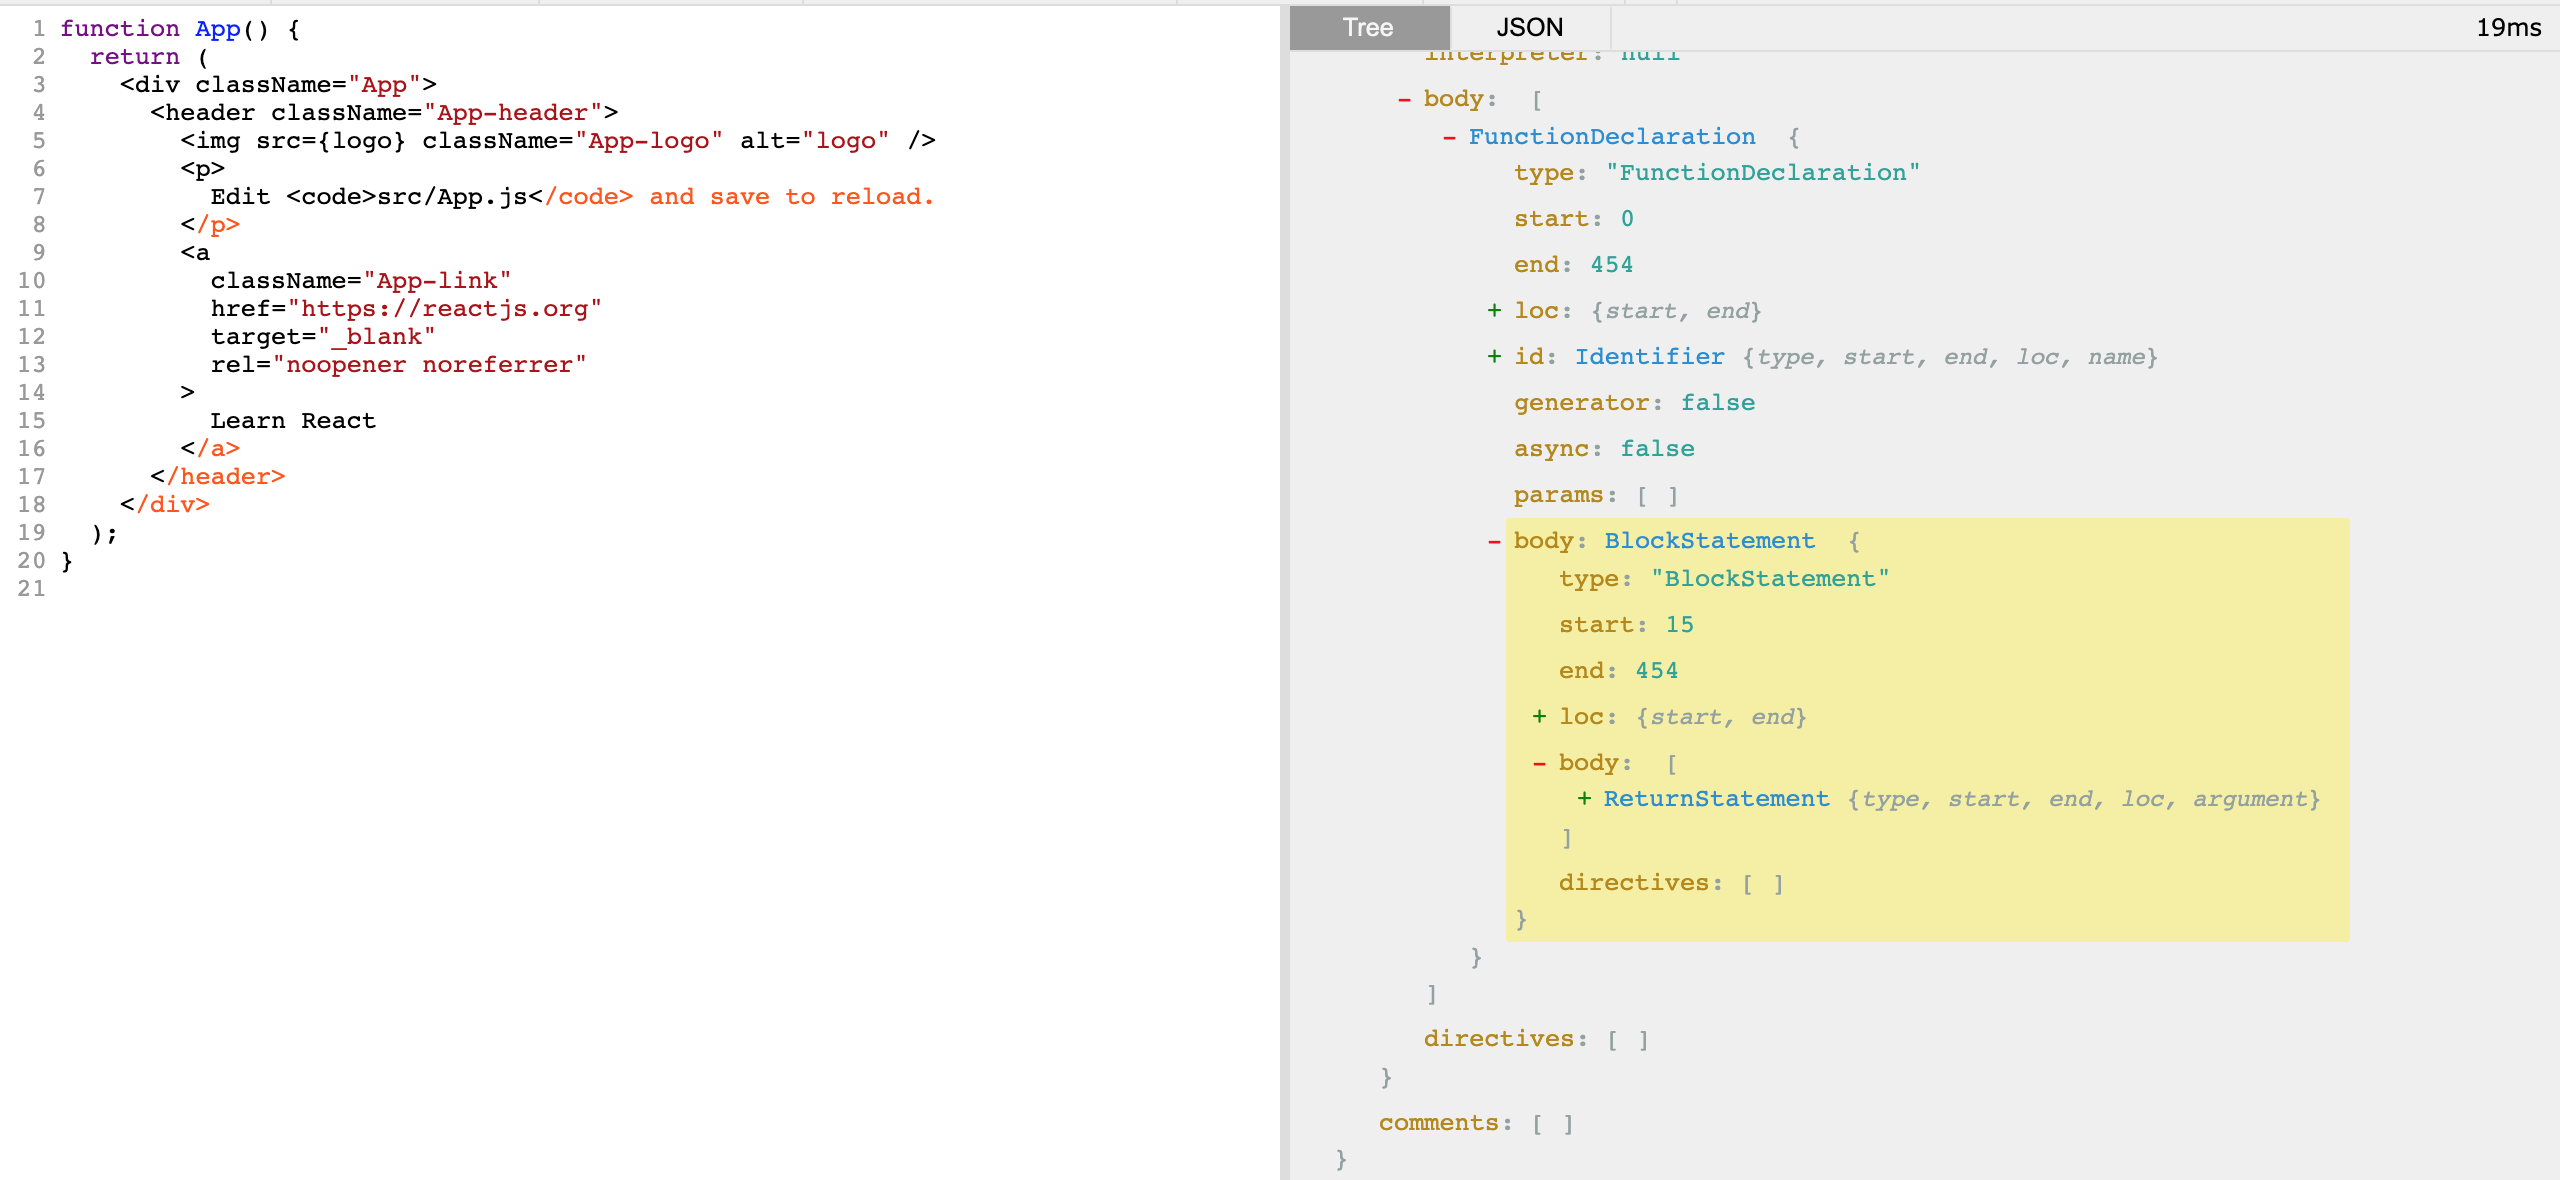 1 function App() {
2 return (
3 <div className="App">
4 <header className="App-header">
5 <img src={logo} className="App-logo" alt="logo" />
6 <p>
7 Edit <code>src/App.js</code> and save to reload.
8 </p>
9 <a
10 className="App-link"
11 href="https://reactjs.org"
12 target="_blank"
13 rel="noopener noreferrer"
14 >
15 Learn React
16 </a>
17 </header>
18 </div>
19 );
20 }
21
Tree JSON 19ms
interpreter: null
- body: [
- FunctionDeclaration {
type: "FunctionDeclaration"
start: 0
end: 454
+ loc: {start, end}
+ id: Identifier {type, start, end, loc, name}
generator: false
async: false
params: [ ]
- body: BlockStatement {
type: "BlockStatement"
start: 15
end: 454
+ loc: {start, end}
- body: [
+ ReturnStatement {type, start, end, loc, argument}
]
directives: [ ]
}
}
]
directives: [ ]
}
comments: [ ]
}